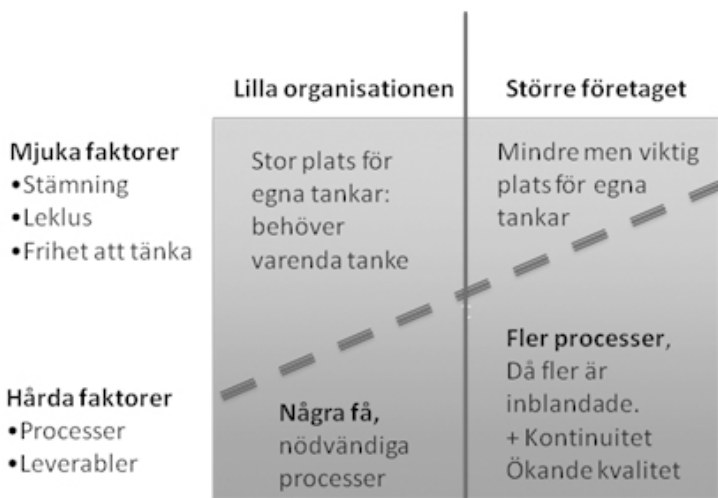 Lilla organisationen
Större företaget
Mjuka faktorer
•Stämning
•Leklus
•Frihet att tänka
Stor plats för
egna tankar:
behöver
varenda tanke
Mindre men viktig
plats för egna
tankar
Hårda faktorer
•Processer
•Leverabler
Några få,
nödvändiga
processer
Fler processer,
Då fler är
inblandade.
+ Kontinuitet
Ökande kvalitet